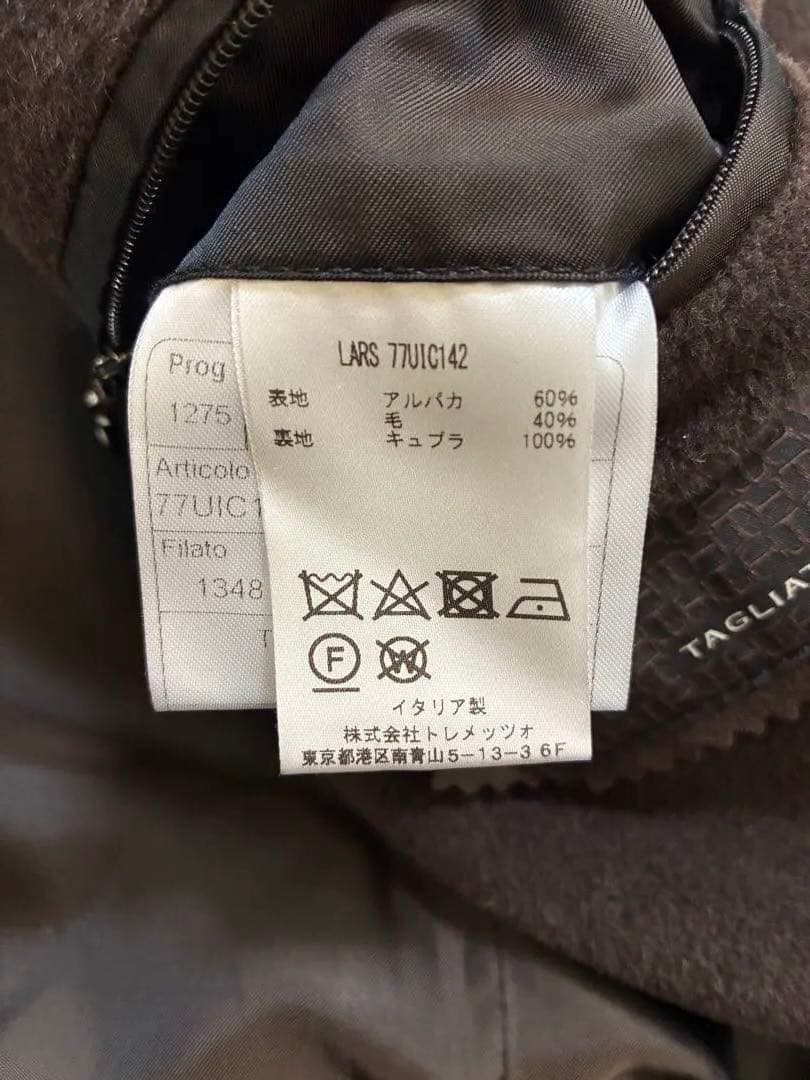 LARS 77UIC142
表地 アルパカ 60%
毛 40%
裏地 キュプラ 100%
F
W
イタリア製
株式会社トレメッツオ
東京都港区南青山5-13-3 6F
Prog
1275
Articolo
77UIC1
Filato
1348
T
TAGLIAT